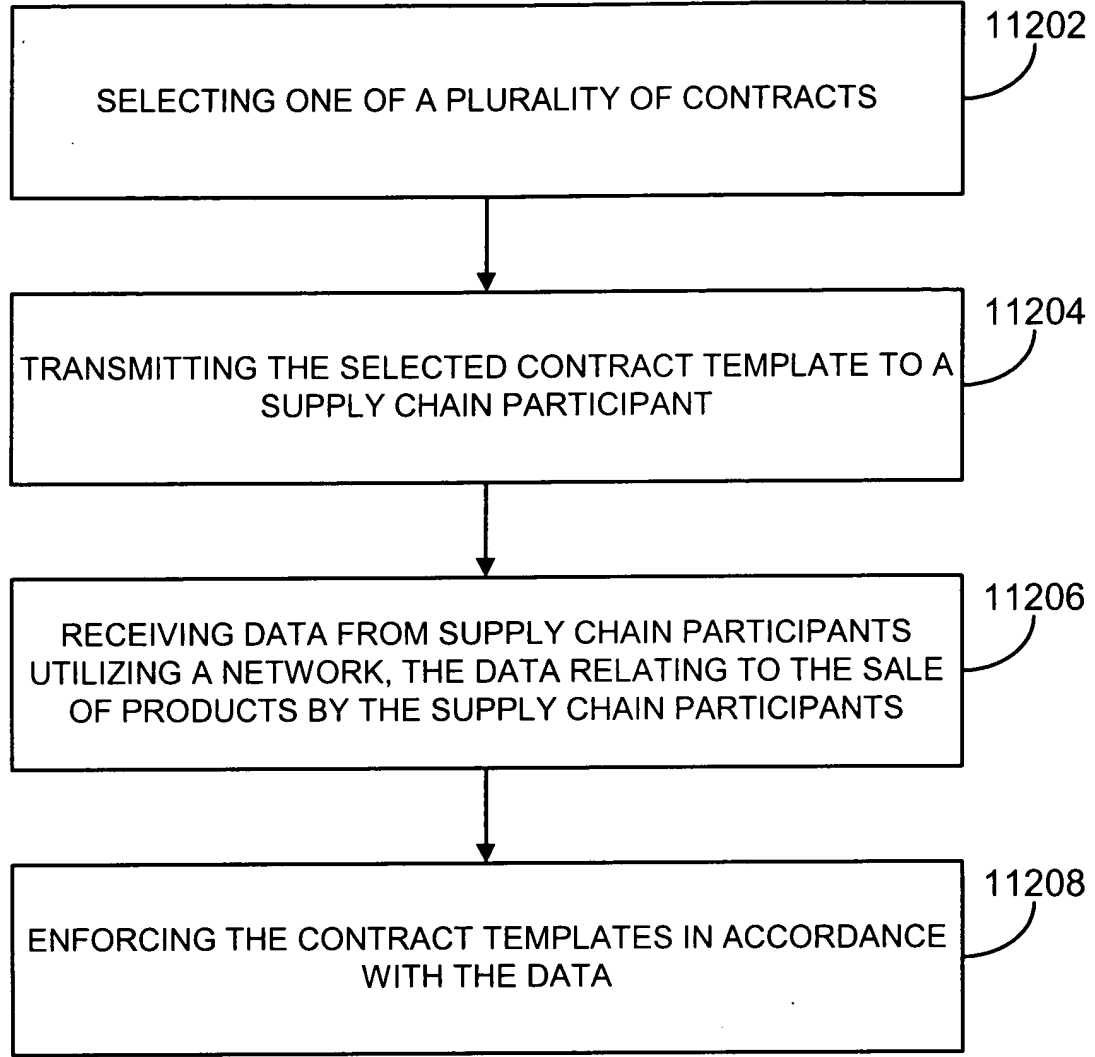 11202
SELECTING ONE OF A PLURALITY OF CONTRACTS
11204
TRANSMITTING THE SELECTED CONTRACT TEMPLATE TO A
SUPPLY CHAIN PARTICIPANT
11206
RECEIVING DATA FROM SUPPLY CHAIN PARTICIPANTS
UTILIZING A NETWORK, THE DATA RELATING TO THE SALE
OF PRODUCTS BY THE SUPPLY CHAIN PARTICIPANTS
11208
ENFORCING THE CONTRACT TEMPLATES IN ACCORDANCE
WITH THE DATA